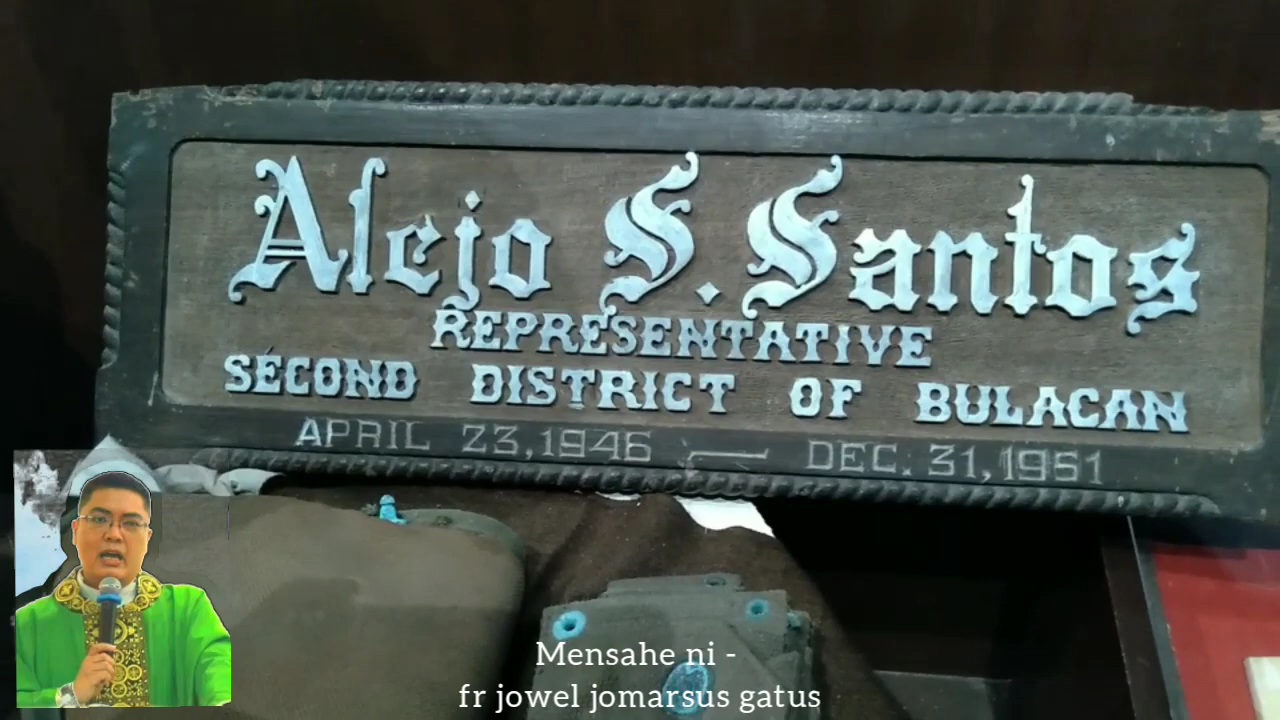 Alejo S. Santos
REPRESENTATIVE
SECOND DISTRICT OF BULACAN
APRIL 23, 1946 — DEC. 31, 1951
Mensahe ni -
fr jowel jomarsus gatus